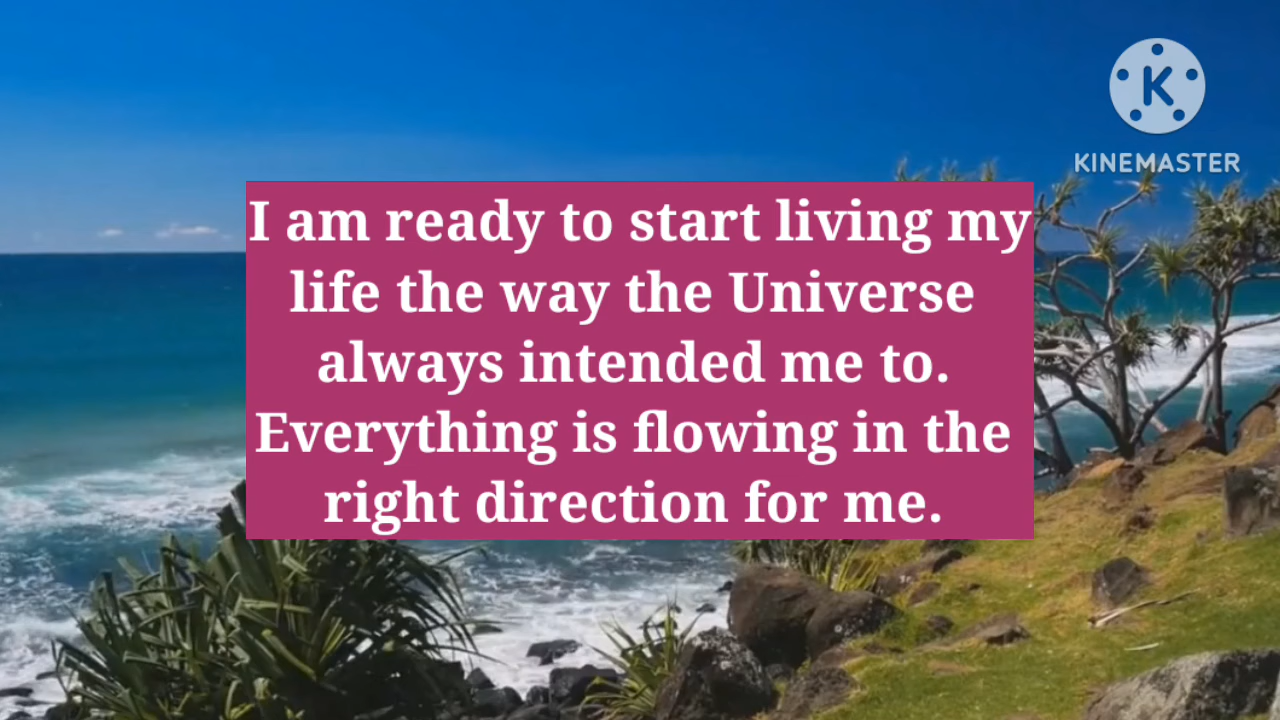 KINEMASTER
I am ready to start living my
life the way the Universe
always intended me to.
Everything is flowing in the
right direction for me.